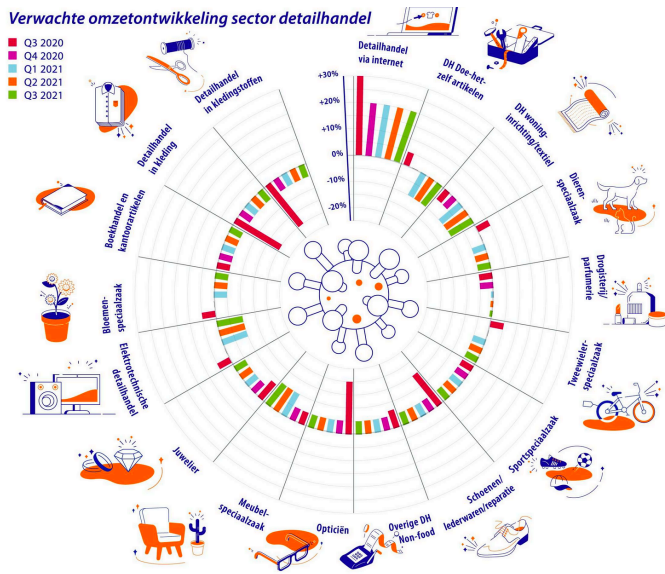 Verwachte omzetontwikkeling sector detailhandel
Q3 2020
Q4 2020
Q1 2021
Q2 2021
Q3 2021
+30%
+20%
+10%
0%
-10%
-20%
Detailhandel
via internet
DH Doe-het-
zelf artikelen
DH woning-
inrichting/textiel
Dieren-
speciaalzaak
Drogisterij/
parfumerie
Tweewieler-
speciaalzaak
Sportspeciaalzaak
Schoenen/
lederwaren/reparatie
Overige DH
Non-food
Opticiën
Meubel-
speciaalzaak
Juwelier
Elektrotechnische
detailhandel
Bloemen-
speciaalzaak
Boekhandel en
kantoorartikelen
Detailhandel
in kleding
Detailhandel
in kledingstoffen